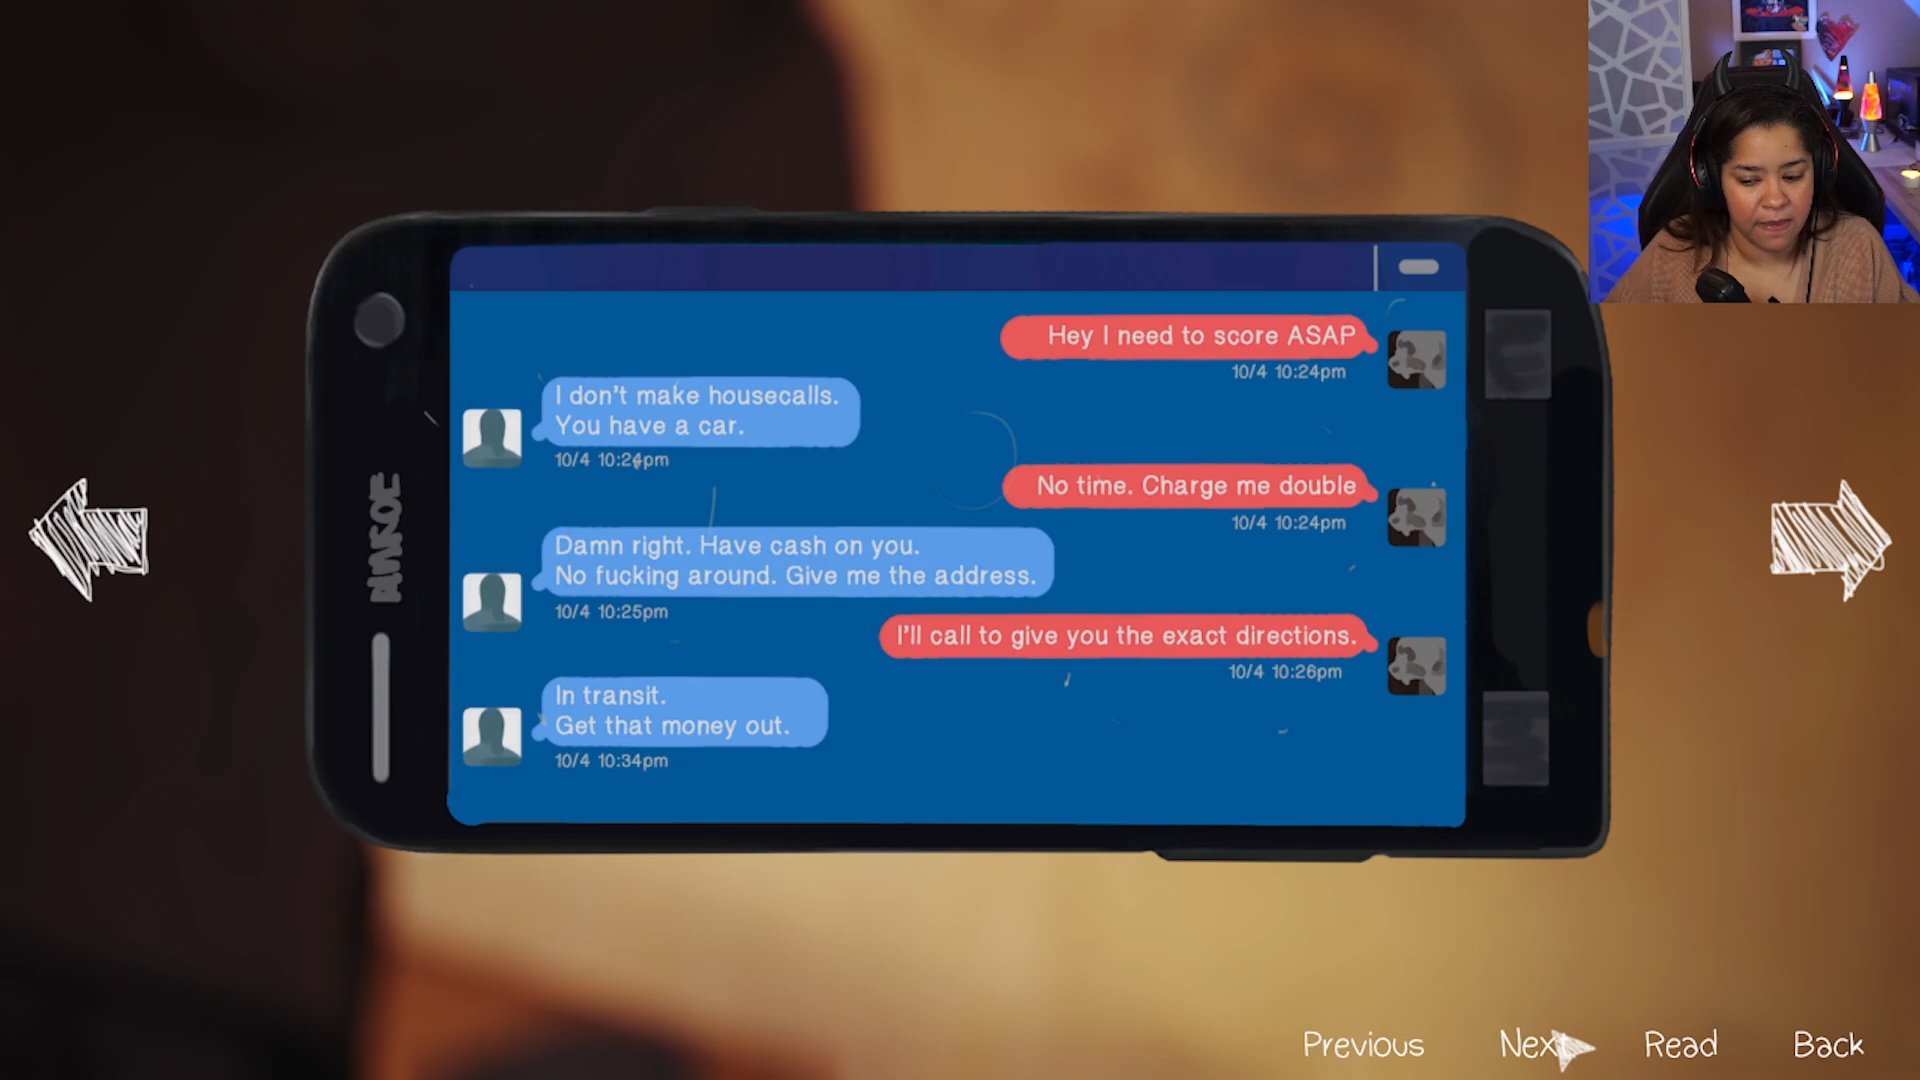 Hey I need to score ASAP
10/4 10:24pm
I don't make housecalls.
You have a car.
10/4 10:24pm
No time. Charge me double
10/4 10:24pm
Damn right. Have cash on you.
No fucking around. Give me the address.
10/4 10:25pm
I'll call to give you the exact directions.
10/4 10:26pm
In transit.
Get that money out.
10/4 10:34pm
Previous
Next
Read
Back